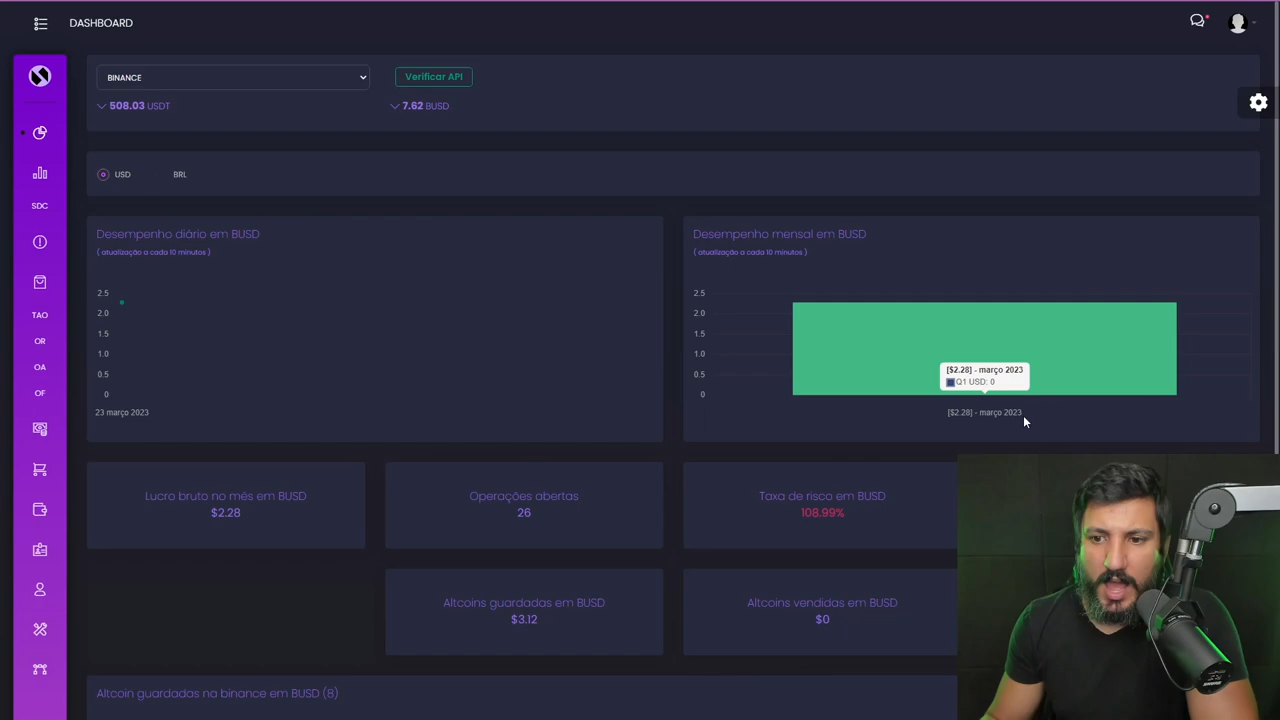 DASHBOARD
BINANCE
Verificar API
508.03 USDT
7.62 BUSD
USD
BRL
SDC
TAO
OR
OA
OF
Desempenho diário em BUSD
( atualização a cada 10 minutos )
2.5
2.0
1.5
1.0
0.5
0
23 março 2023
Desempenho mensal em BUSD
( atualização a cada 10 minutos )
2.5
2.0
1.5
1.0
0.5
0
[$2.28] - março 2023
Q1 USD: 0
[$2.28] - março 2023
Lucro bruto no mês em BUSD
$2.28
Operações abertas
26
Taxa de risco em BUSD
108.99%
Altcoins guardadas em BUSD
$3.12
Altcoins vendidas em BUSD
$0
Altcoin guardadas na binance em BUSD (8)